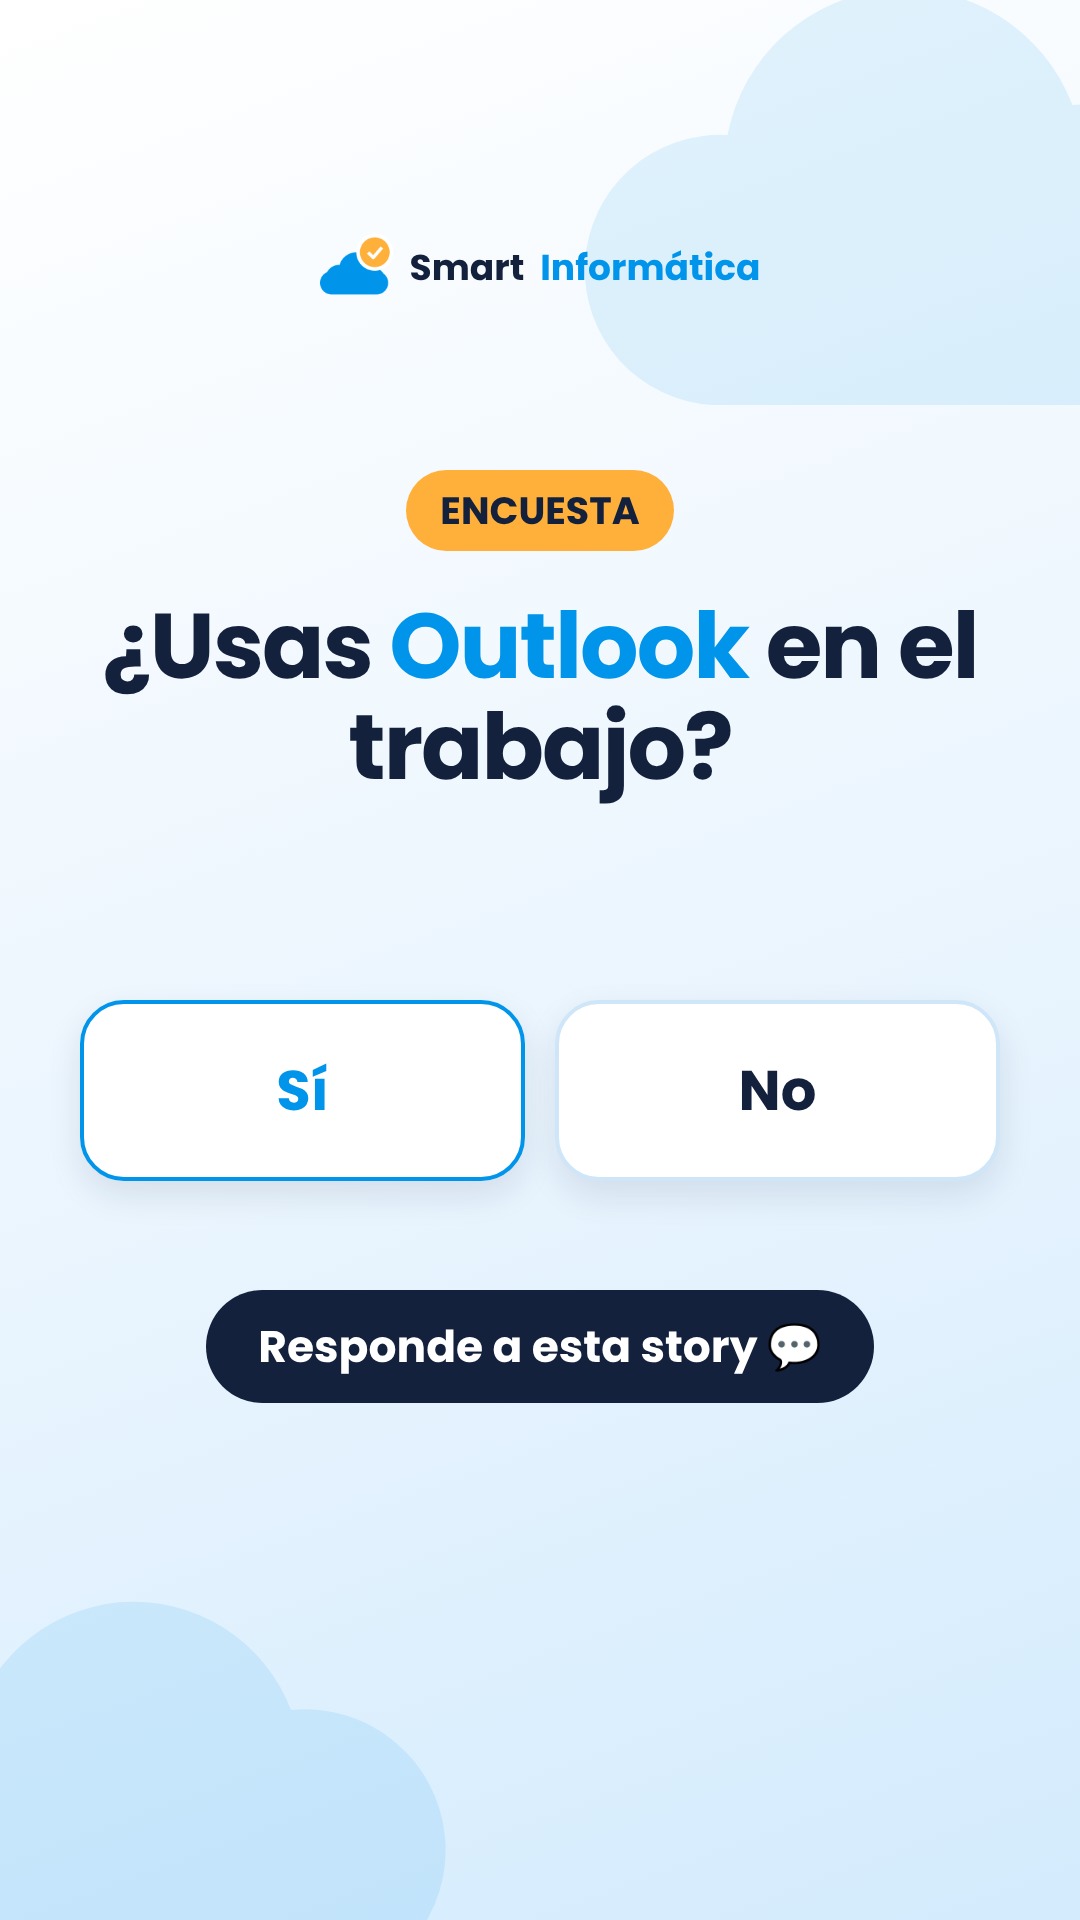 Smart Informática
ENCUESTA
¿Usas Outlook en el
trabajo?
Sí
No
Responde a esta story 💬